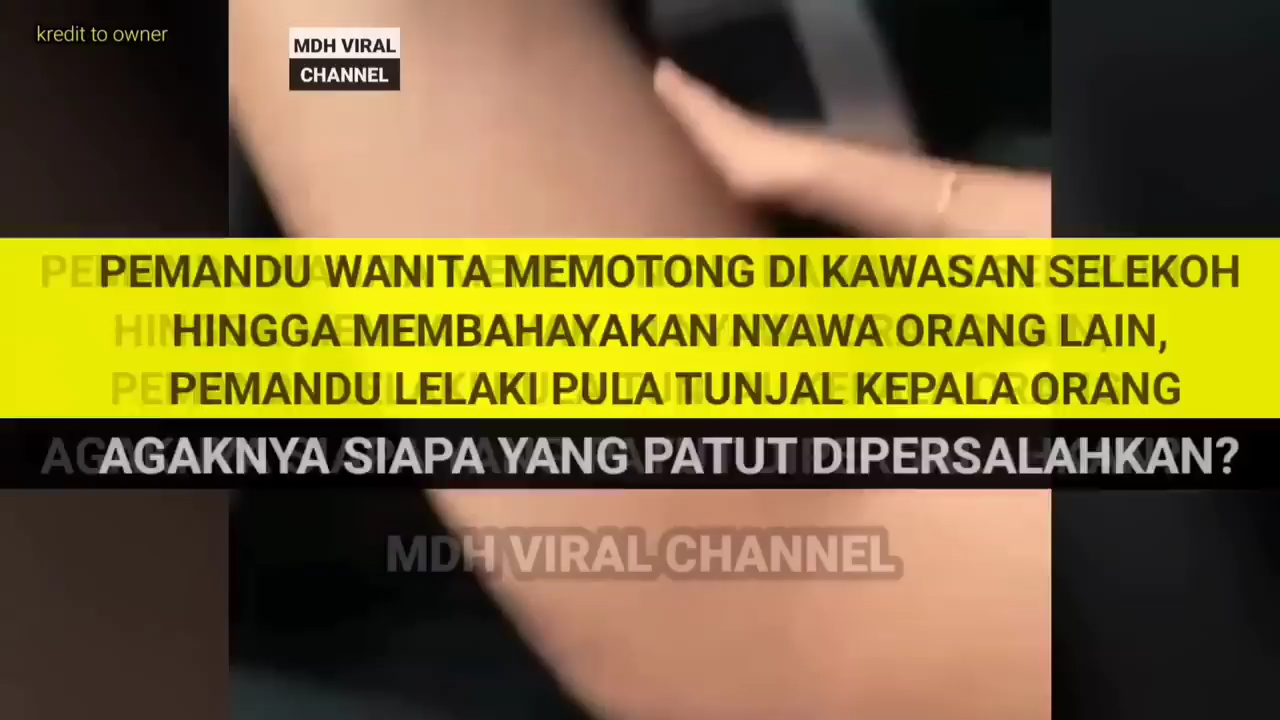 kredit to owner
MDH VIRAL
CHANNEL
PEMANDU WANITA MEMOTONG DI KAWASAN SELEKOH
HINGGA MEMBAHAYAKAN NYAWA ORANG LAIN,
PEMANDU LELAKI PULA TUNJAL KEPALA ORANG
AGAKNYA SIAPA YANG PATUT DIPERSALAHKAN?
MDH VIRAL CHANNEL